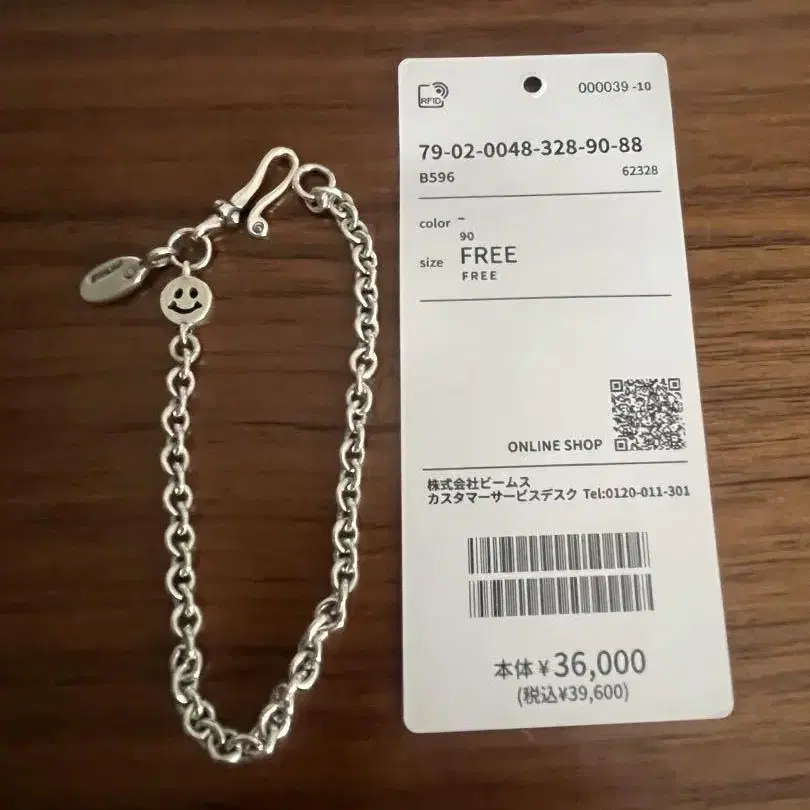 RFID
000039 -10
79-02-0048-328-90-88
B596 62328
color -
90
size FREE
FREE
ONLINE SHOP
株式会社ビームス
カスタマーサービスデスク Tel:0120-011-301
本体¥36,000
(税込¥39,600)